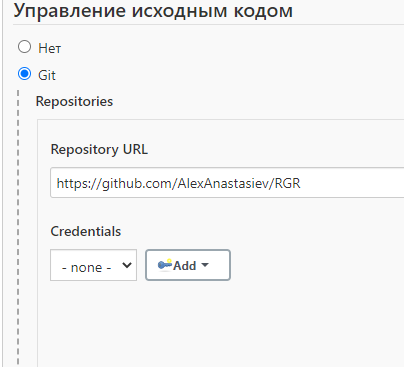 Управление исходным кодом
Нет
Git
Repositories
Repository URL
https://github.com/AlexAnastasiev/RGR
Credentials
- none -
Add